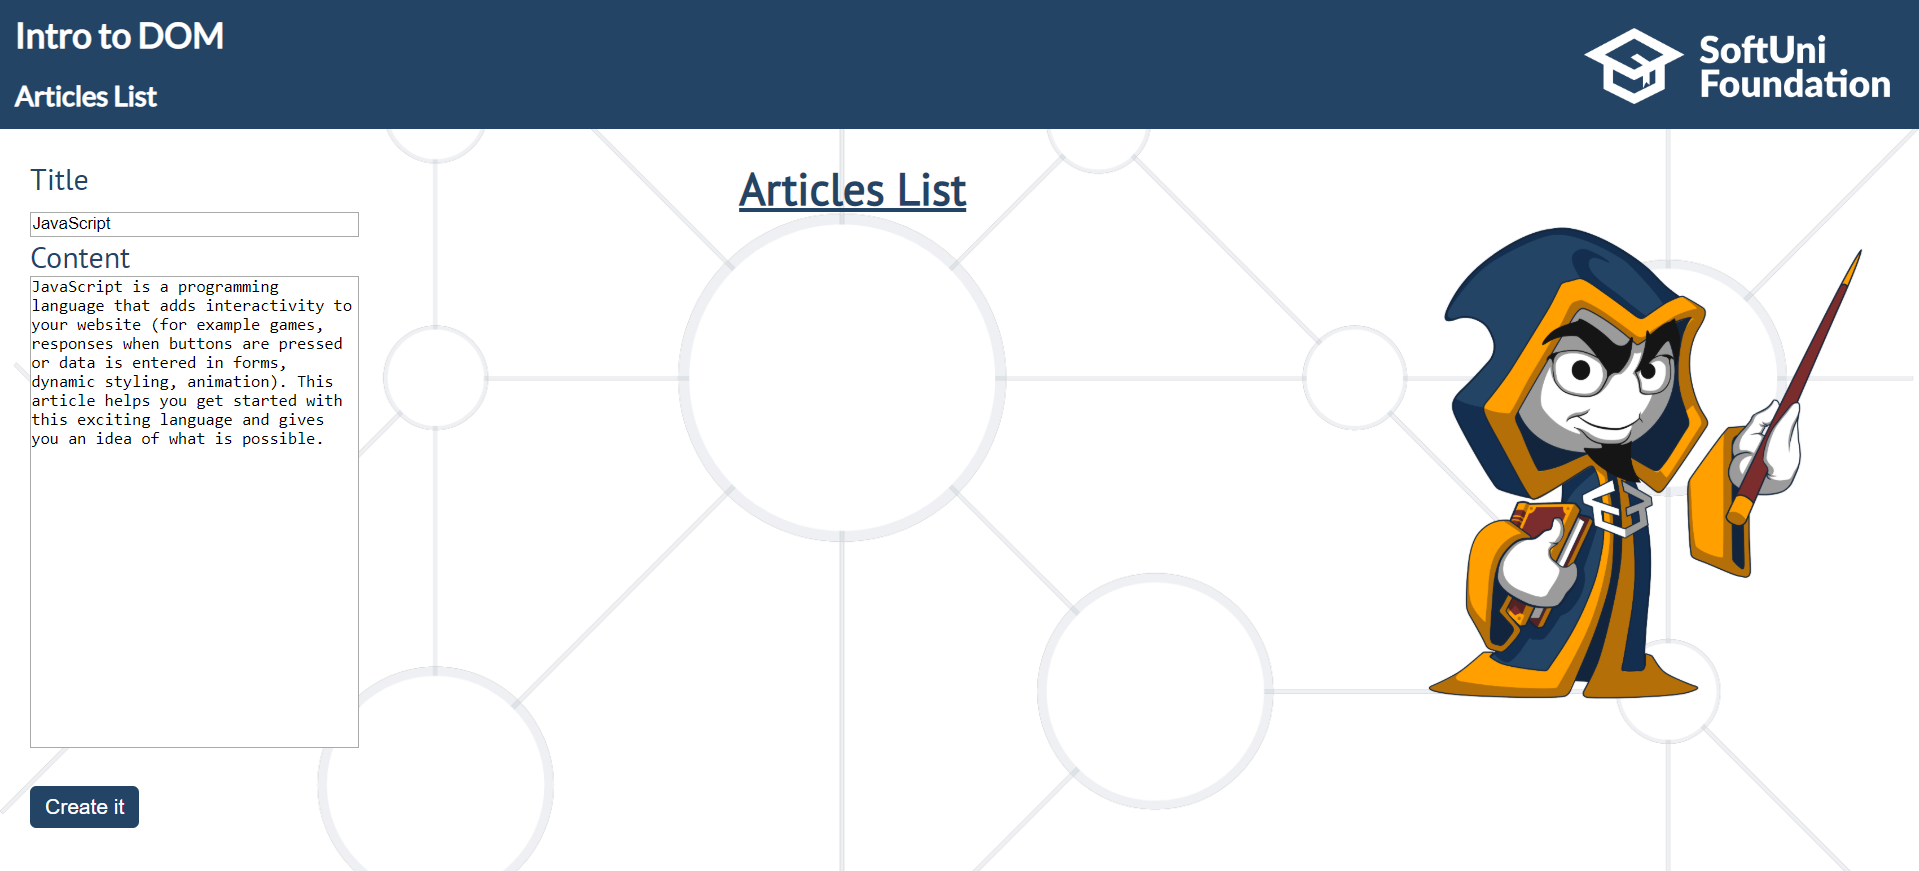 Intro to DOM
Articles List
SoftUni
Foundation
Title
JavaScript
Content
JavaScript is a programming
language that adds interactivity to
your website (for example games,
responses when buttons are pressed
or data is entered in forms,
dynamic styling, animation). This
article helps you get started with
this exciting language and gives
you an idea of what is possible.
Create it
Articles List